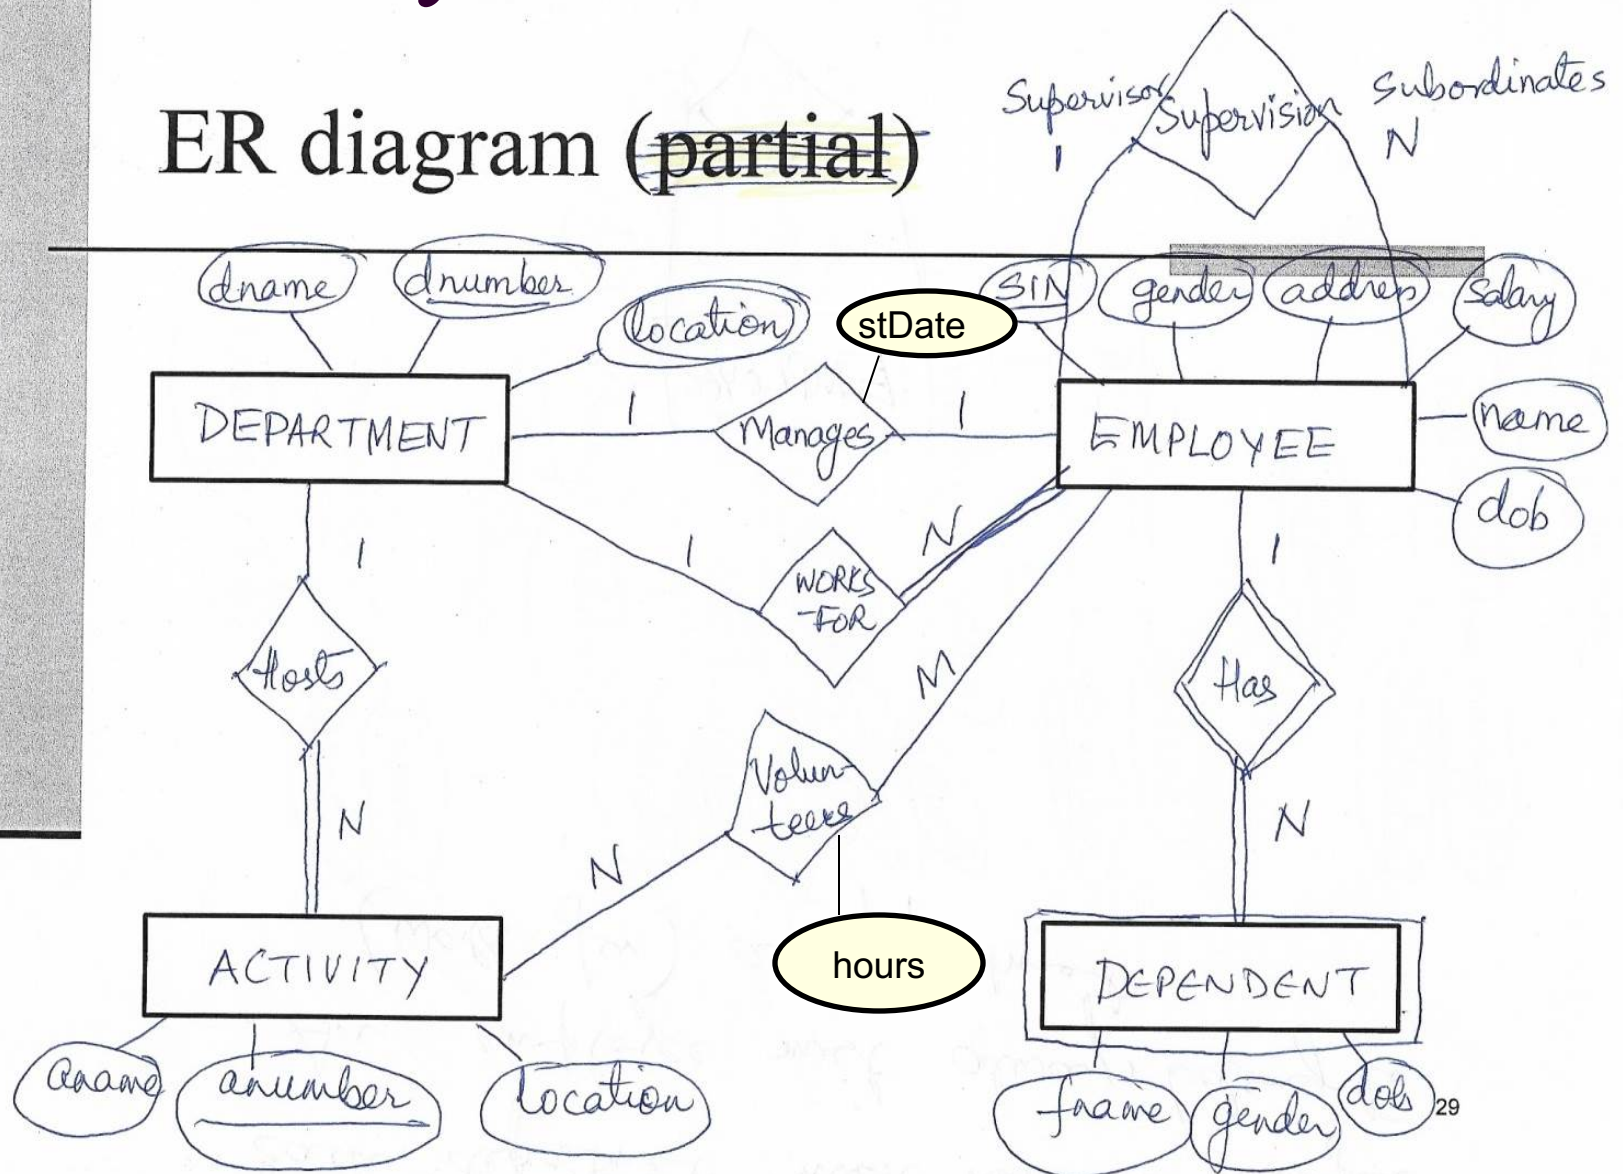 ER diagram (partial)
Supervisor
1
Supervision
Subordinates
N
dname
dnumber
location
stDate
SIN
gender
address
salary
name
dob
DEPARTMENT
1
Manages
1
EMPLOYEE
1
WORKS
-FOR
N
1
Hosts
N
M
Volun-
teers
N
hours
1
Has
N
ACTIVITY
aname
anumber
location
DEPENDENT
fname
gender
dob
29